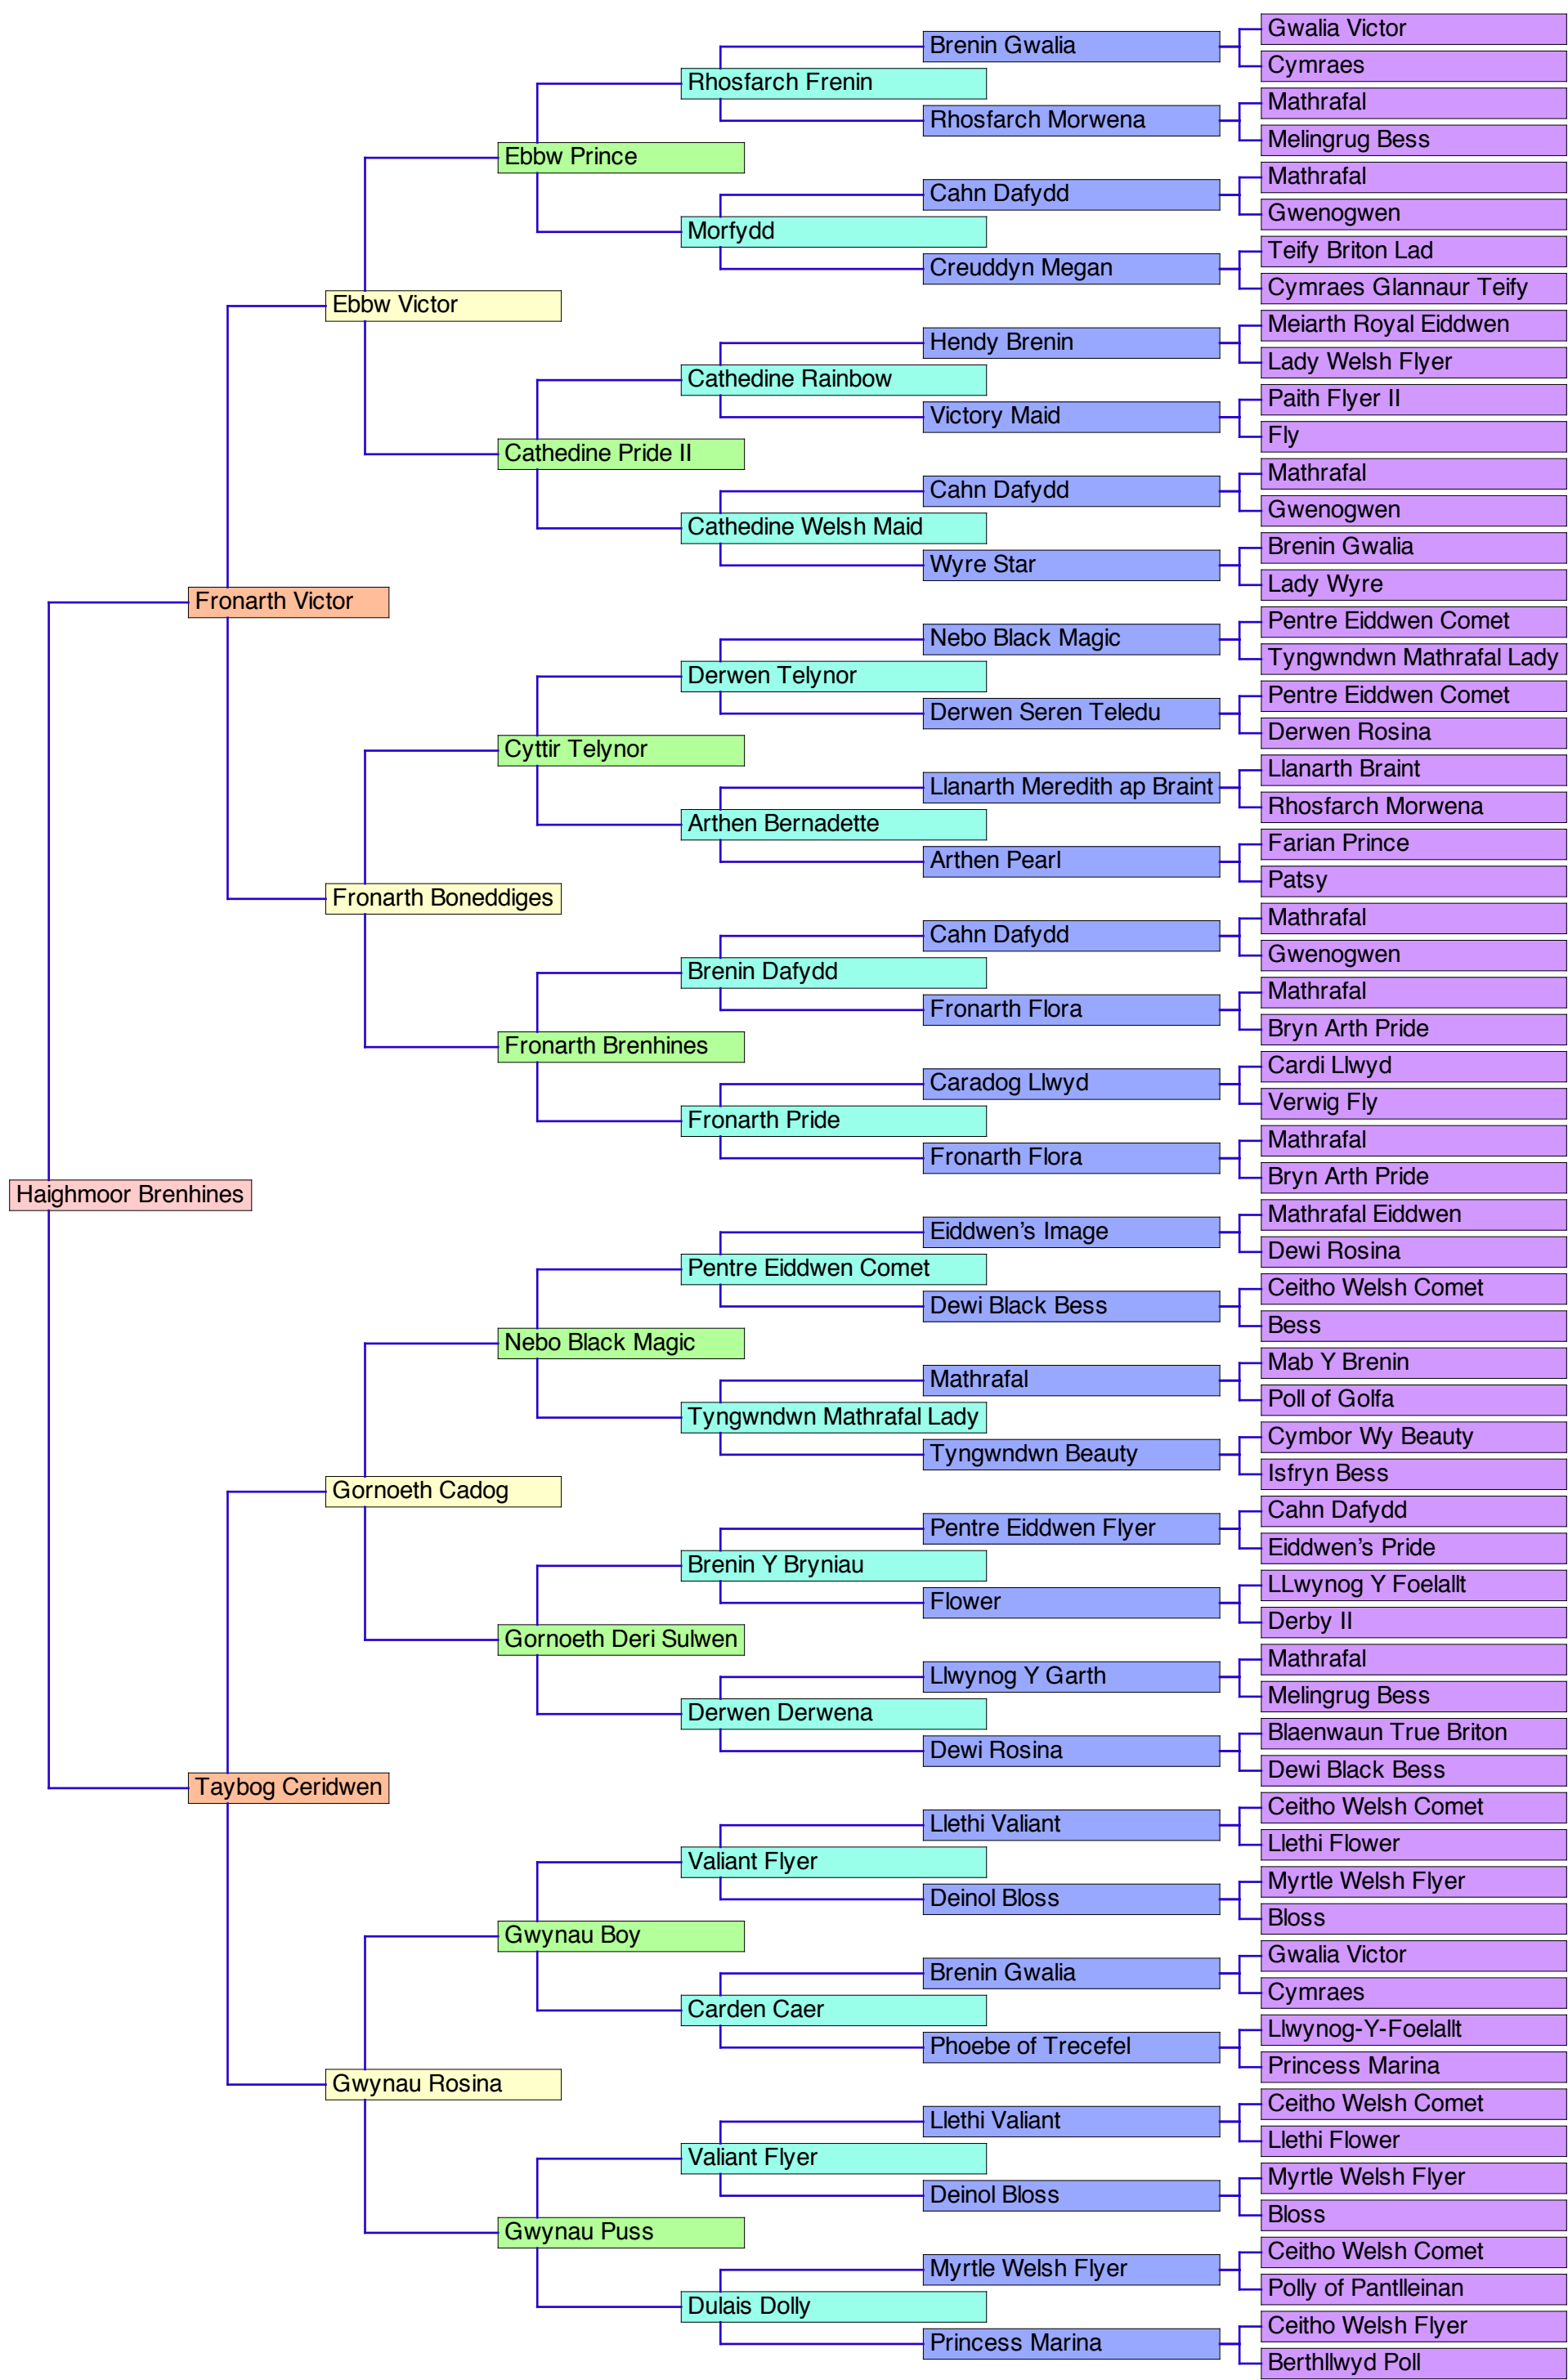 Gwalia Victor
Brenin Gwalia
Cymraes
Rhosfarch Frenin
Mathrafal
Rhosfarch Morwena
Melingrug Bess
Ebbw Prince
Mathrafal
Cahn Dafydd
Gwenogwen
Morfydd
Teify Briton Lad
Creuddyn Megan
Cymraes Glannaur Teify
Ebbw Victor
Meiarth Royal Eiddwen
Hendy Brenin
Lady Welsh Flyer
Cathedine Rainbow
Paith Flyer II
Victory Maid
Fly
Cathedine Pride II
Mathrafal
Cahn Dafydd
Gwenogwen
Cathedine Welsh Maid
Brenin Gwalia
Wyre Star
Lady Wyre
Fronarth Victor
Pentre Eiddwen Comet
Nebo Black Magic
Tyngwndwn Mathrafal Lady
Derwen Telynor
Pentre Eiddwen Comet
Derwen Seren Teledu
Derwen Rosina
Cyttir Telynor
Llanarth Braint
Llanarth Meredith ap Braint
Rhosfarch Morwena
Arthen Bernadette
Farian Prince
Arthen Pearl
Patsy
Fronarth Boneddiges
Mathrafal
Cahn Dafydd
Gwenogwen
Brenin Dafydd
Mathrafal
Fronarth Flora
Bryn Arth Pride
Fronarth Brenhines
Cardi Llwyd
Caradog Llwyd
Verwig Fly
Fronarth Pride
Mathrafal
Fronarth Flora
Bryn Arth Pride
Haighmoor Brenhines
Mathrafal Eiddwen
Eiddwen’s Image
Dewi Rosina
Pentre Eiddwen Comet
Ceitho Welsh Comet
Dewi Black Bess
Bess
Nebo Black Magic
Mab Y Brenin
Mathrafal
Poll of Golfa
Tyngwndwn Mathrafal Lady
Cymbor Wy Beauty
Tyngwndwn Beauty
Isfryn Bess
Gornoeth Cadog
Cahn Dafydd
Pentre Eiddwen Flyer
Eiddwen’s Pride
Brenin Y Bryniau
LLwynog Y Foelallt
Flower
Derby II
Gornoeth Deri Sulwen
Mathrafal
Llwynog Y Garth
Melingrug Bess
Derwen Derwena
Blaenwaun True Briton
Dewi Rosina
Dewi Black Bess
Taybog Ceridwen
Ceitho Welsh Comet
Llethi Valiant
Llethi Flower
Valiant Flyer
Myrtle Welsh Flyer
Deinol Bloss
Bloss
Gwynau Boy
Gwalia Victor
Brenin Gwalia
Cymraes
Carden Caer
Llwynog-Y-Foelallt
Phoebe of Trecefel
Princess Marina
Gwynau Rosina
Ceitho Welsh Comet
Llethi Valiant
Llethi Flower
Valiant Flyer
Myrtle Welsh Flyer
Deinol Bloss
Bloss
Gwynau Puss
Ceitho Welsh Comet
Myrtle Welsh Flyer
Polly of Pantlleinan
Dulais Dolly
Ceitho Welsh Flyer
Princess Marina
Berthllwyd Poll